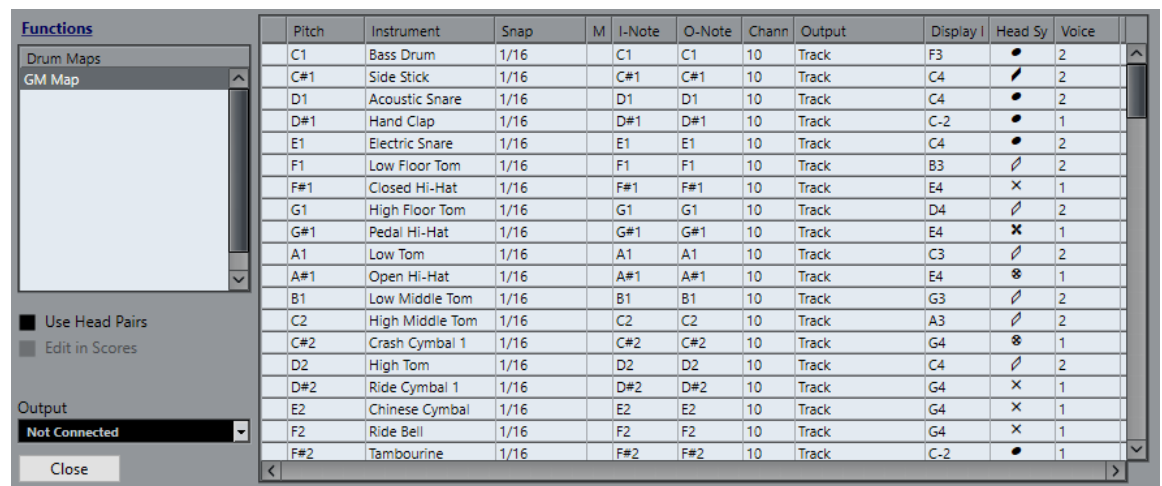 Functions
Drum Maps
GM Map
Use Head Pairs
Edit in Scores
Output
Not Connected
Close
Pitch Instrument Snap M I-Note O-Note Chann Output Display I Head Sy Voice
C1 Bass Drum 1/16 C1 C1 10 Track F3 2
C#1 Side Stick 1/16 C#1 C#1 10 Track C4 2
D1 Acoustic Snare 1/16 D1 D1 10 Track C4 2
D#1 Hand Clap 1/16 D#1 D#1 10 Track C-2 1
E1 Electric Snare 1/16 E1 E1 10 Track C4 2
F1 Low Floor Tom 1/16 F1 F1 10 Track B3 2
F#1 Closed Hi-Hat 1/16 F#1 F#1 10 Track E4 1
G1 High Floor Tom 1/16 G1 G1 10 Track D4 2
G#1 Pedal Hi-Hat 1/16 G#1 G#1 10 Track E4 1
A1 Low Tom 1/16 A1 A1 10 Track C3 2
A#1 Open Hi-Hat 1/16 A#1 A#1 10 Track E4 1
B1 Low Middle Tom 1/16 B1 B1 10 Track G3 2
C2 High Middle Tom 1/16 C2 C2 10 Track A3 2
C#2 Crash Cymbal 1 1/16 C#2 C#2 10 Track G4 1
D2 High Tom 1/16 D2 D2 10 Track C4 2
D#2 Ride Cymbal 1 1/16 D#2 D#2 10 Track G4 1
E2 Chinese Cymbal 1/16 E2 E2 10 Track G4 1
F2 Ride Bell 1/16 F2 F2 10 Track G4 1
F#2 Tambourine 1/16 F#2 F#2 10 Track C-2 1